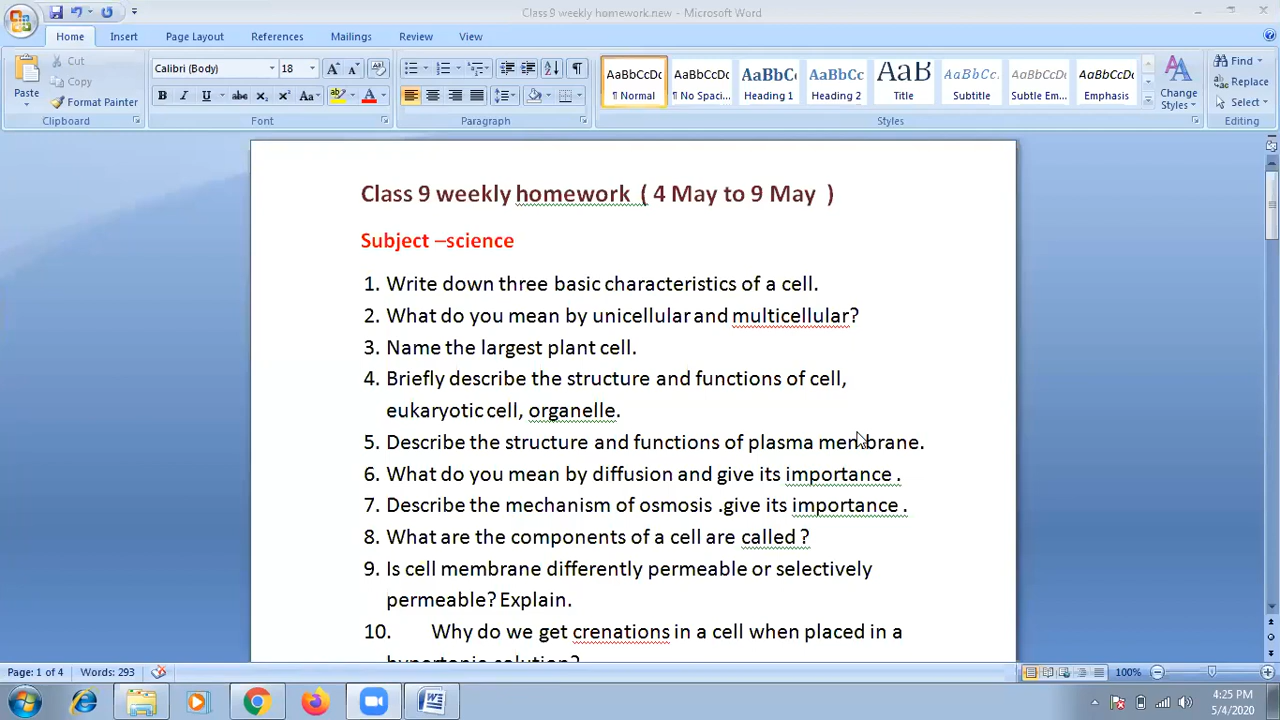 Class 9 weekly homework.new - Microsoft Word
Home Insert Page Layout References Mailings Review View
Paste
Cut
Copy
Format Painter
Clipboard
Calibri (Body) 18
Font
Paragraph
AaBbCcDc AaBbCcDc AaBbC AaBbCc AaB AaBbCc. AaBbCcDc AaBbCcDc
¶ Normal ¶ No Spaci... Heading 1 Heading 2 Title Subtitle Subtle Em... Emphasis
Change Styles
Styles
Find
Replace
Select
Editing
Class 9 weekly homework ( 4 May to 9 May )
Subject –science
1. Write down three basic characteristics of a cell.
2. What do you mean by unicellular and multicellular?
3. Name the largest plant cell.
4. Briefly describe the structure and functions of cell,
eukaryotic cell, organelle.
5. Describe the structure and functions of plasma membrane.
6. What do you mean by diffusion and give its importance .
7. Describe the mechanism of osmosis .give its importance .
8. What are the components of a cell are called ?
9. Is cell membrane differently permeable or selectively
permeable? Explain.
10. Why do we get crenations in a cell when placed in a
hypertonic solution?
Page: 1 of 4 Words: 293 100%
4:25 PM
5/4/2020